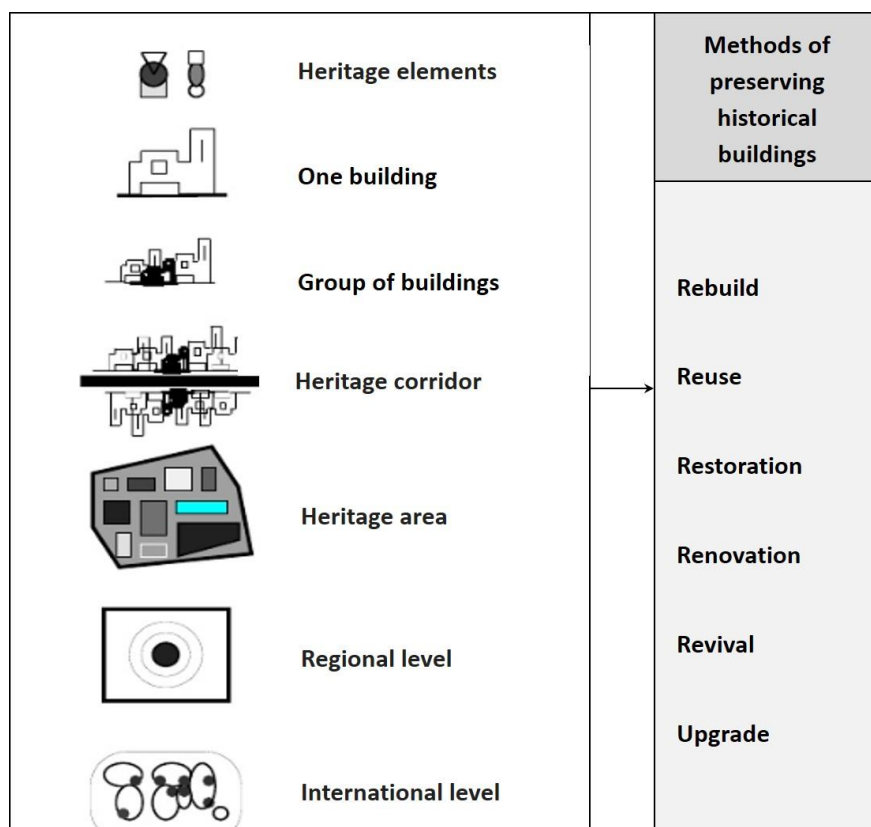 Heritage elements
One building
Group of buildings
Heritage corridor
Heritage area
Regional level
International level
Methods of
preserving
historical
buildings
Rebuild
Reuse
Restoration
Renovation
Revival
Upgrade